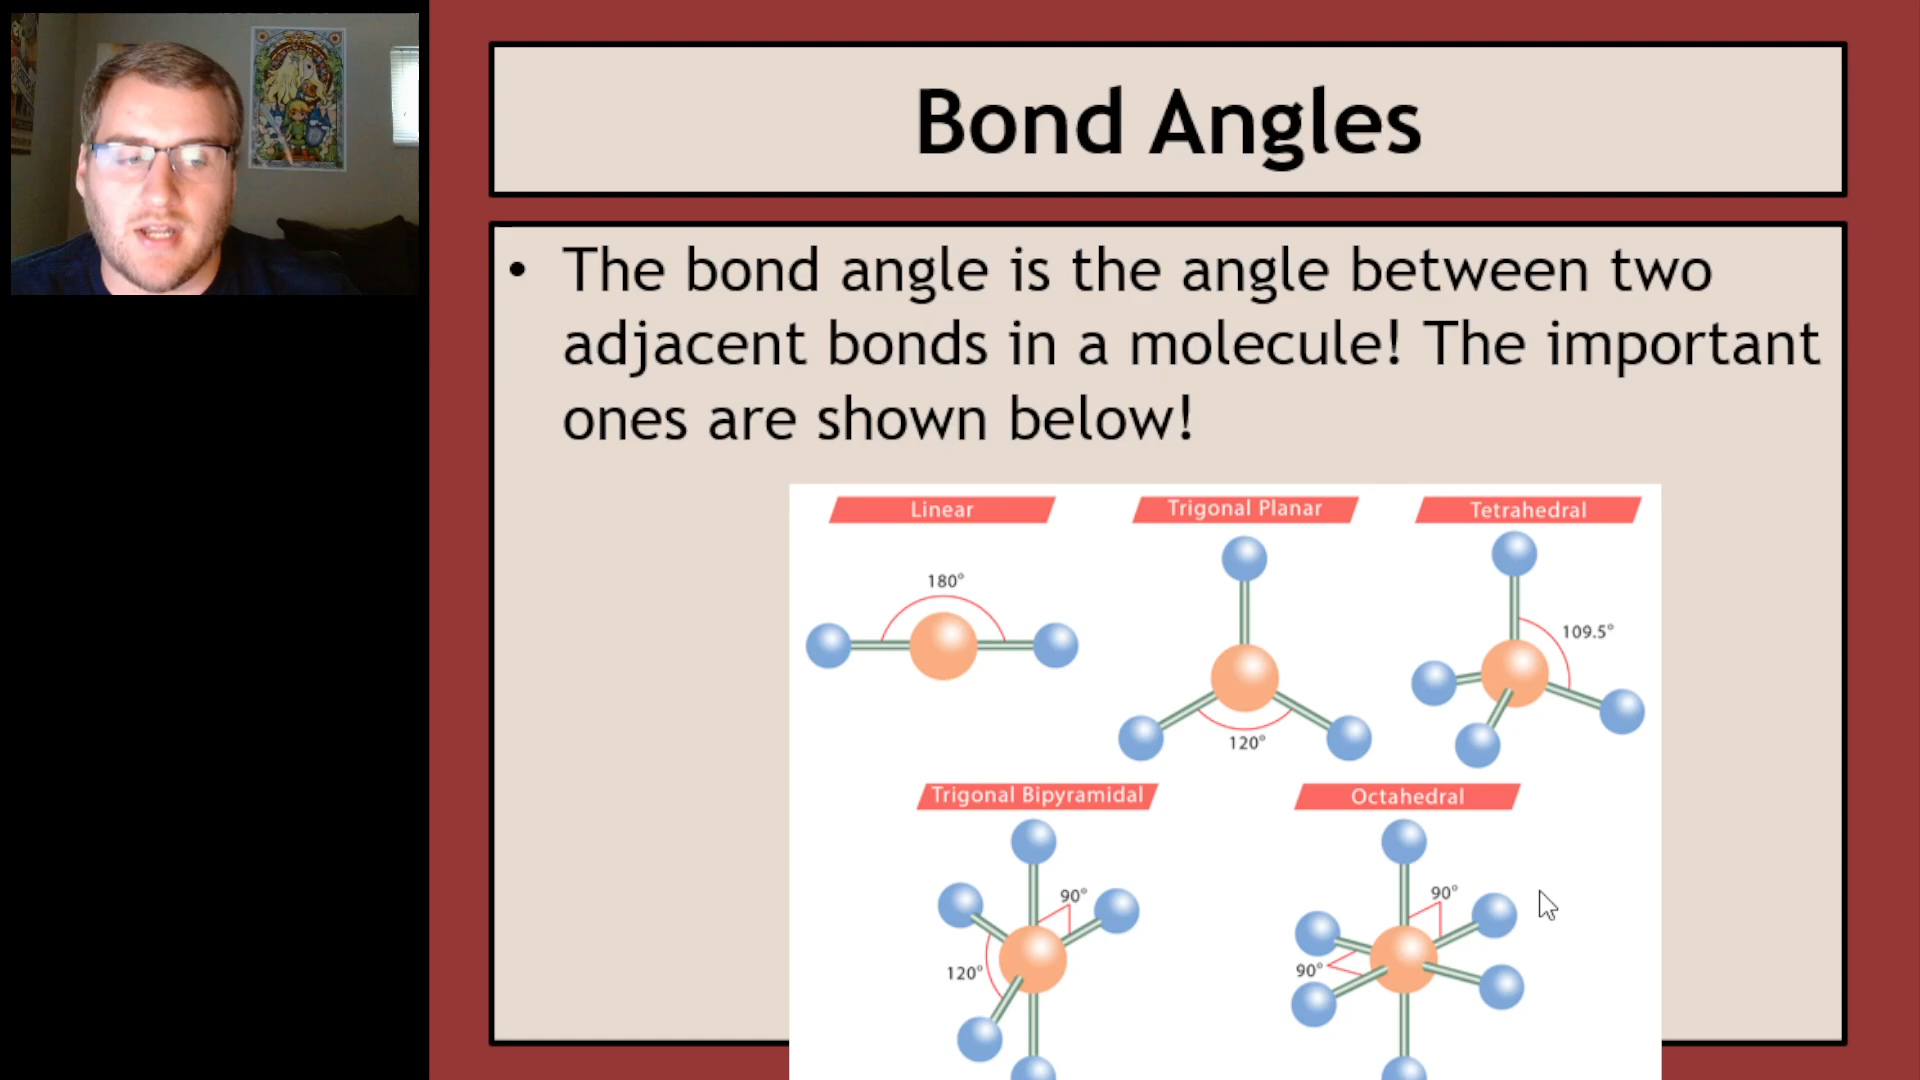 Bond Angles
• The bond angle is the angle between two
adjacent bonds in a molecule! The important
ones are shown below!
Linear
Trigonal Planar
Tetrahedral
180°
109.5°
120°
Trigonal Bipyramidal
Octahedral
90°
90°
120°
90°